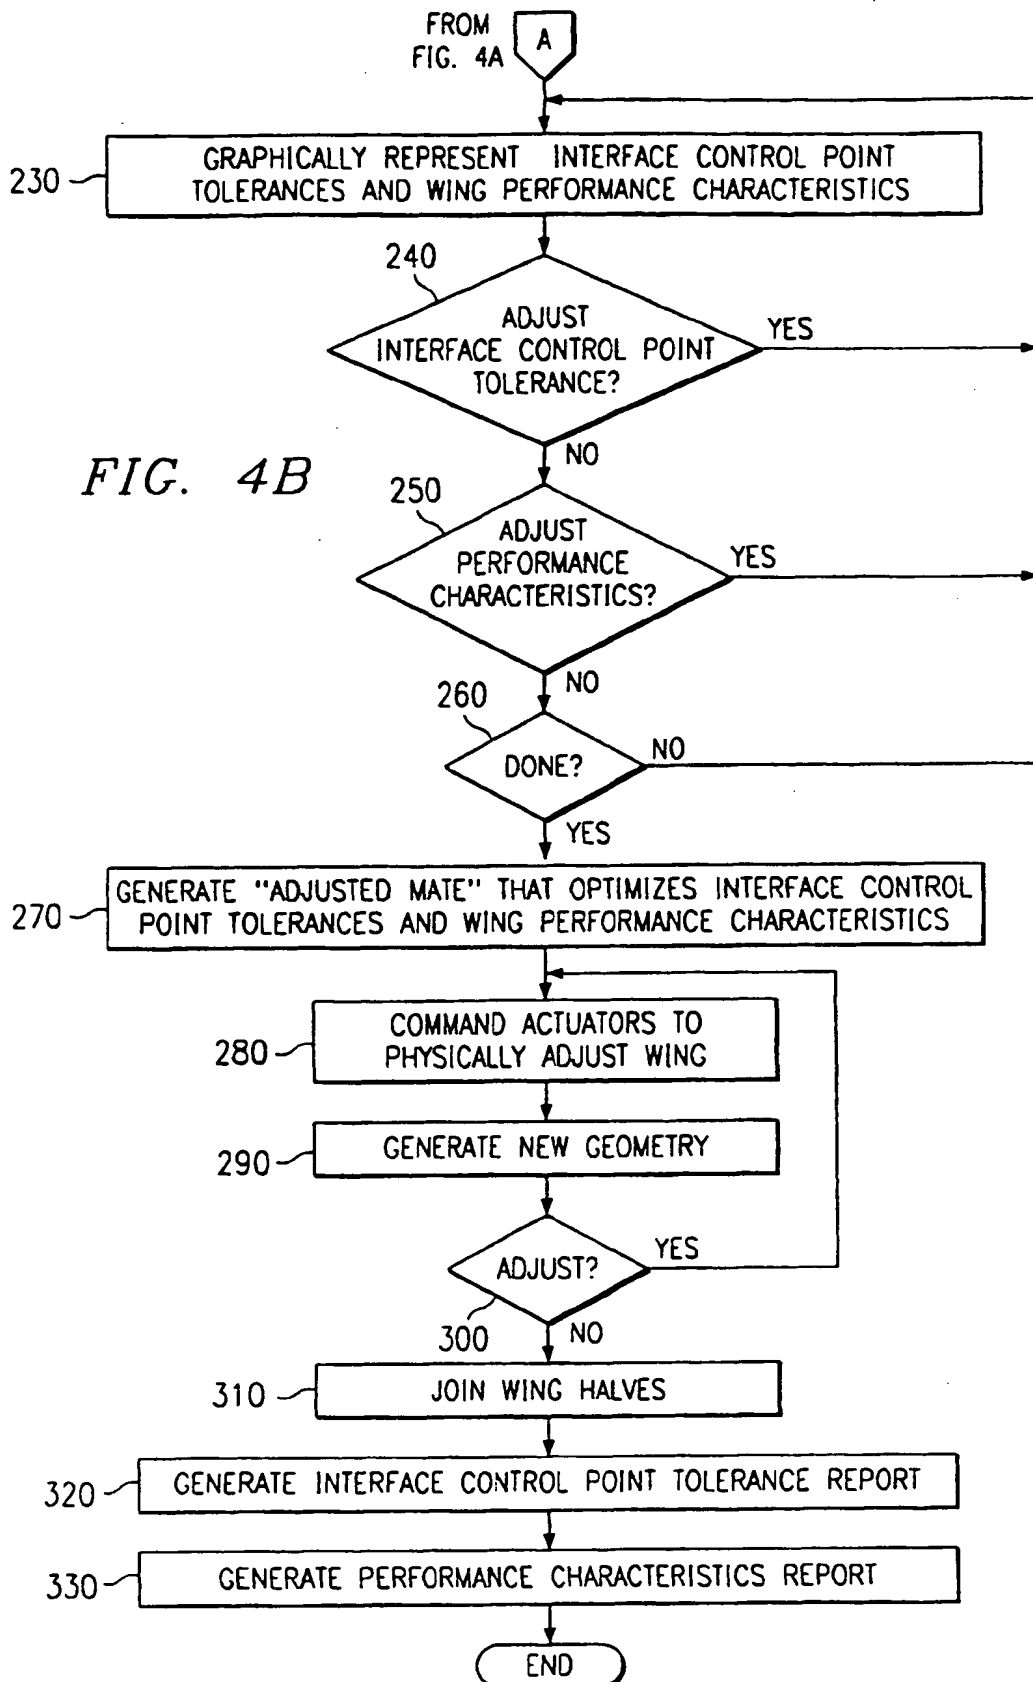 FROM
FIG. 4A
A
230
GRAPHICALLY REPRESENT INTERFACE CONTROL POINT
TOLERANCES AND WING PERFORMANCE CHARACTERISTICS
240
ADJUST
INTERFACE CONTROL POINT
TOLERANCE?
YES
NO
FIG. 4B
250
ADJUST
PERFORMANCE
CHARACTERISTICS?
YES
NO
260
DONE?
NO
YES
270
GENERATE "ADJUSTED MATE" THAT OPTIMIZES INTERFACE CONTROL
POINT TOLERANCES AND WING PERFORMANCE CHARACTERISTICS
280
COMMAND ACTUATORS TO
PHYSICALLY ADJUST WING
290
GENERATE NEW GEOMETRY
ADJUST?
YES
300
NO
310
JOIN WING HALVES
320
GENERATE INTERFACE CONTROL POINT TOLERANCE REPORT
330
GENERATE PERFORMANCE CHARACTERISTICS REPORT
END